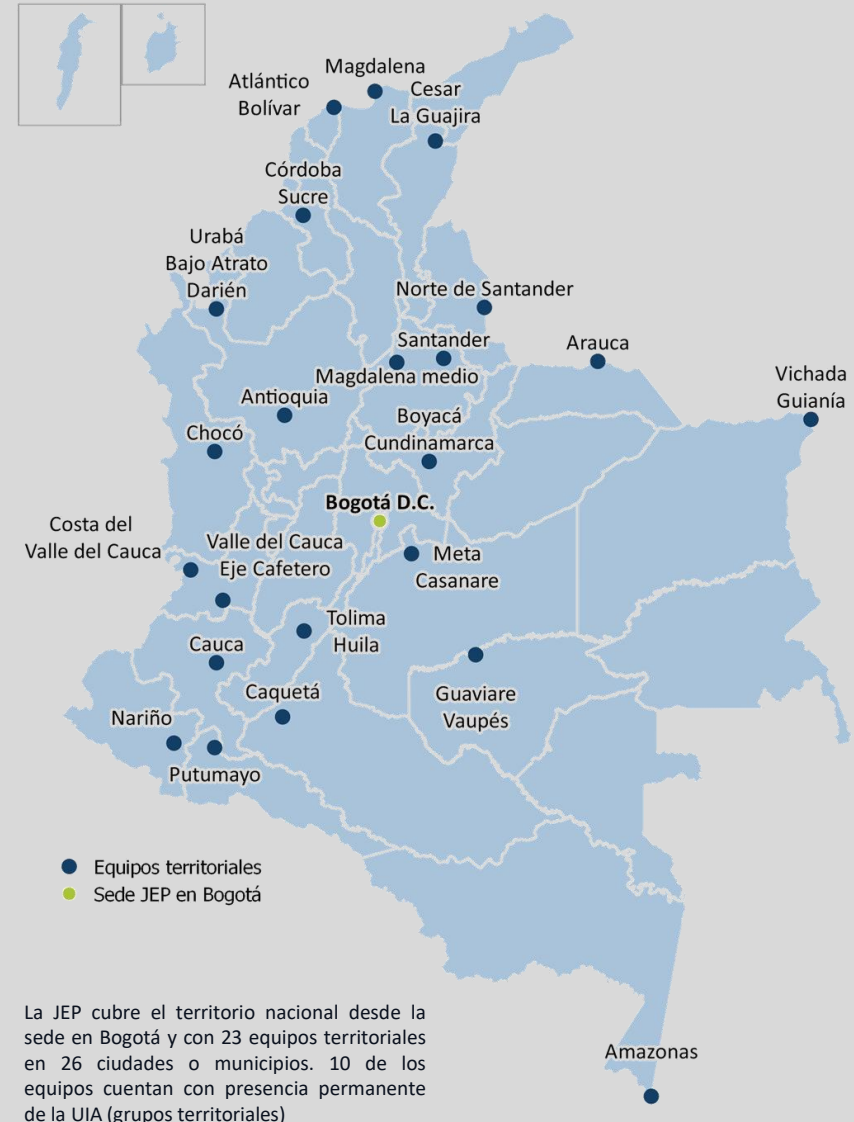 Magdalena
Atlántico
Bolívar
Cesar
La Guajira
Córdoba
Sucre
Urabá
Bajo Atrato
Darién
Norte de Santander
Santander
Magdalena medio
Arauca
Vichada
Guianía
Antioquia
Chocó
Boyacá
Cundinamarca
Bogotá D.C.
Costa del
Valle del Cauca
Valle del Cauca
Eje Cafetero
Meta
Casanare
Tolima
Huila
Cauca
Caquetá
Guaviare
Vaupés
Nariño
Putumayo
Equipos territoriales
Sede JEP en Bogotá
La JEP cubre el territorio nacional desde la
sede en Bogotá y con 23 equipos territoriales
en 26 ciudades o municipios. 10 de los
equipos cuentan con presencia permanente
de la UIA (grupos territoriales)
Amazonas